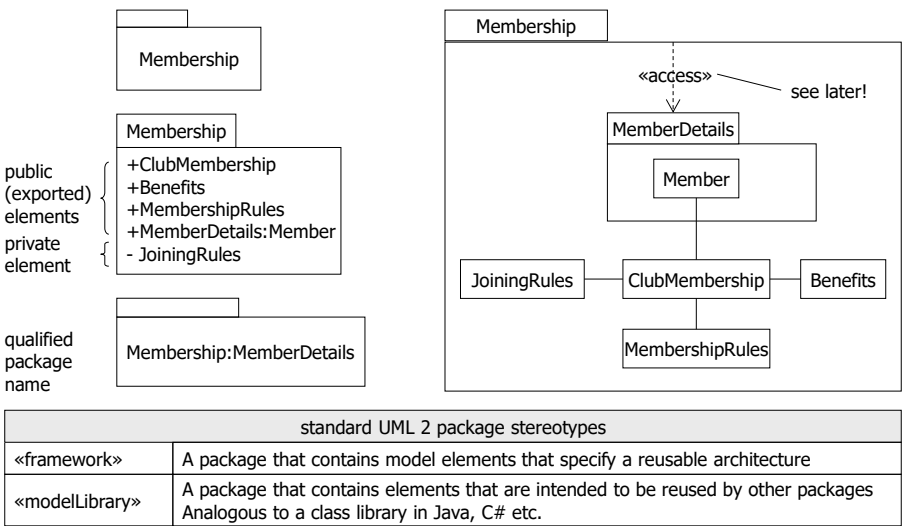 Membership
Membership
public
(exported)
elements
private
element
+ClubMembership
+Benefits
+MembershipRules
+MemberDetails:Member
- JoiningRules
qualified
package
name
Membership:MemberDetails
Membership
«access»
see later!
MemberDetails
Member
JoiningRules
ClubMembership
Benefits
MembershipRules
standard UML 2 package stereotypes
«framework»
A package that contains model elements that specify a reusable architecture
«modelLibrary»
A package that contains elements that are intended to be reused by other packages
Analogous to a class library in Java, C# etc.